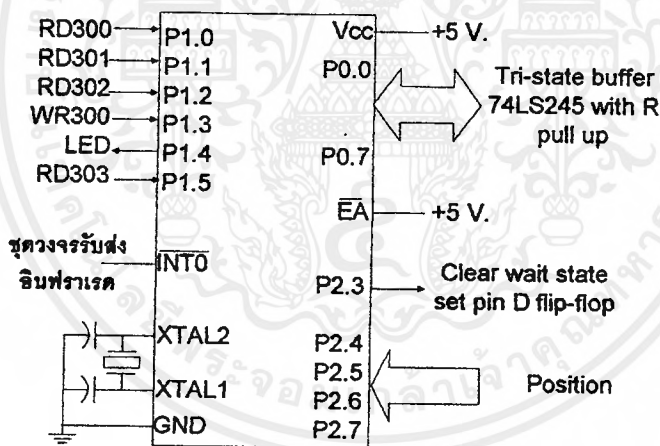 RD300
RD301
RD302
WR300
LED
RD303
ชุดวงจรรับส่ง
อินฟราเรด
P1.0
P1.1
P1.2
P1.3
P1.4
P1.5
INT0
XTAL2
XTAL1
GND
Vcc
P0.0
P0.7
EA
P2.3
P2.4
P2.5
P2.6
P2.7
+5 V.
Tri-state buffer
74LS245 with R
pull up
+5 V.
Clear wait state
set pin D flip-flop
Position